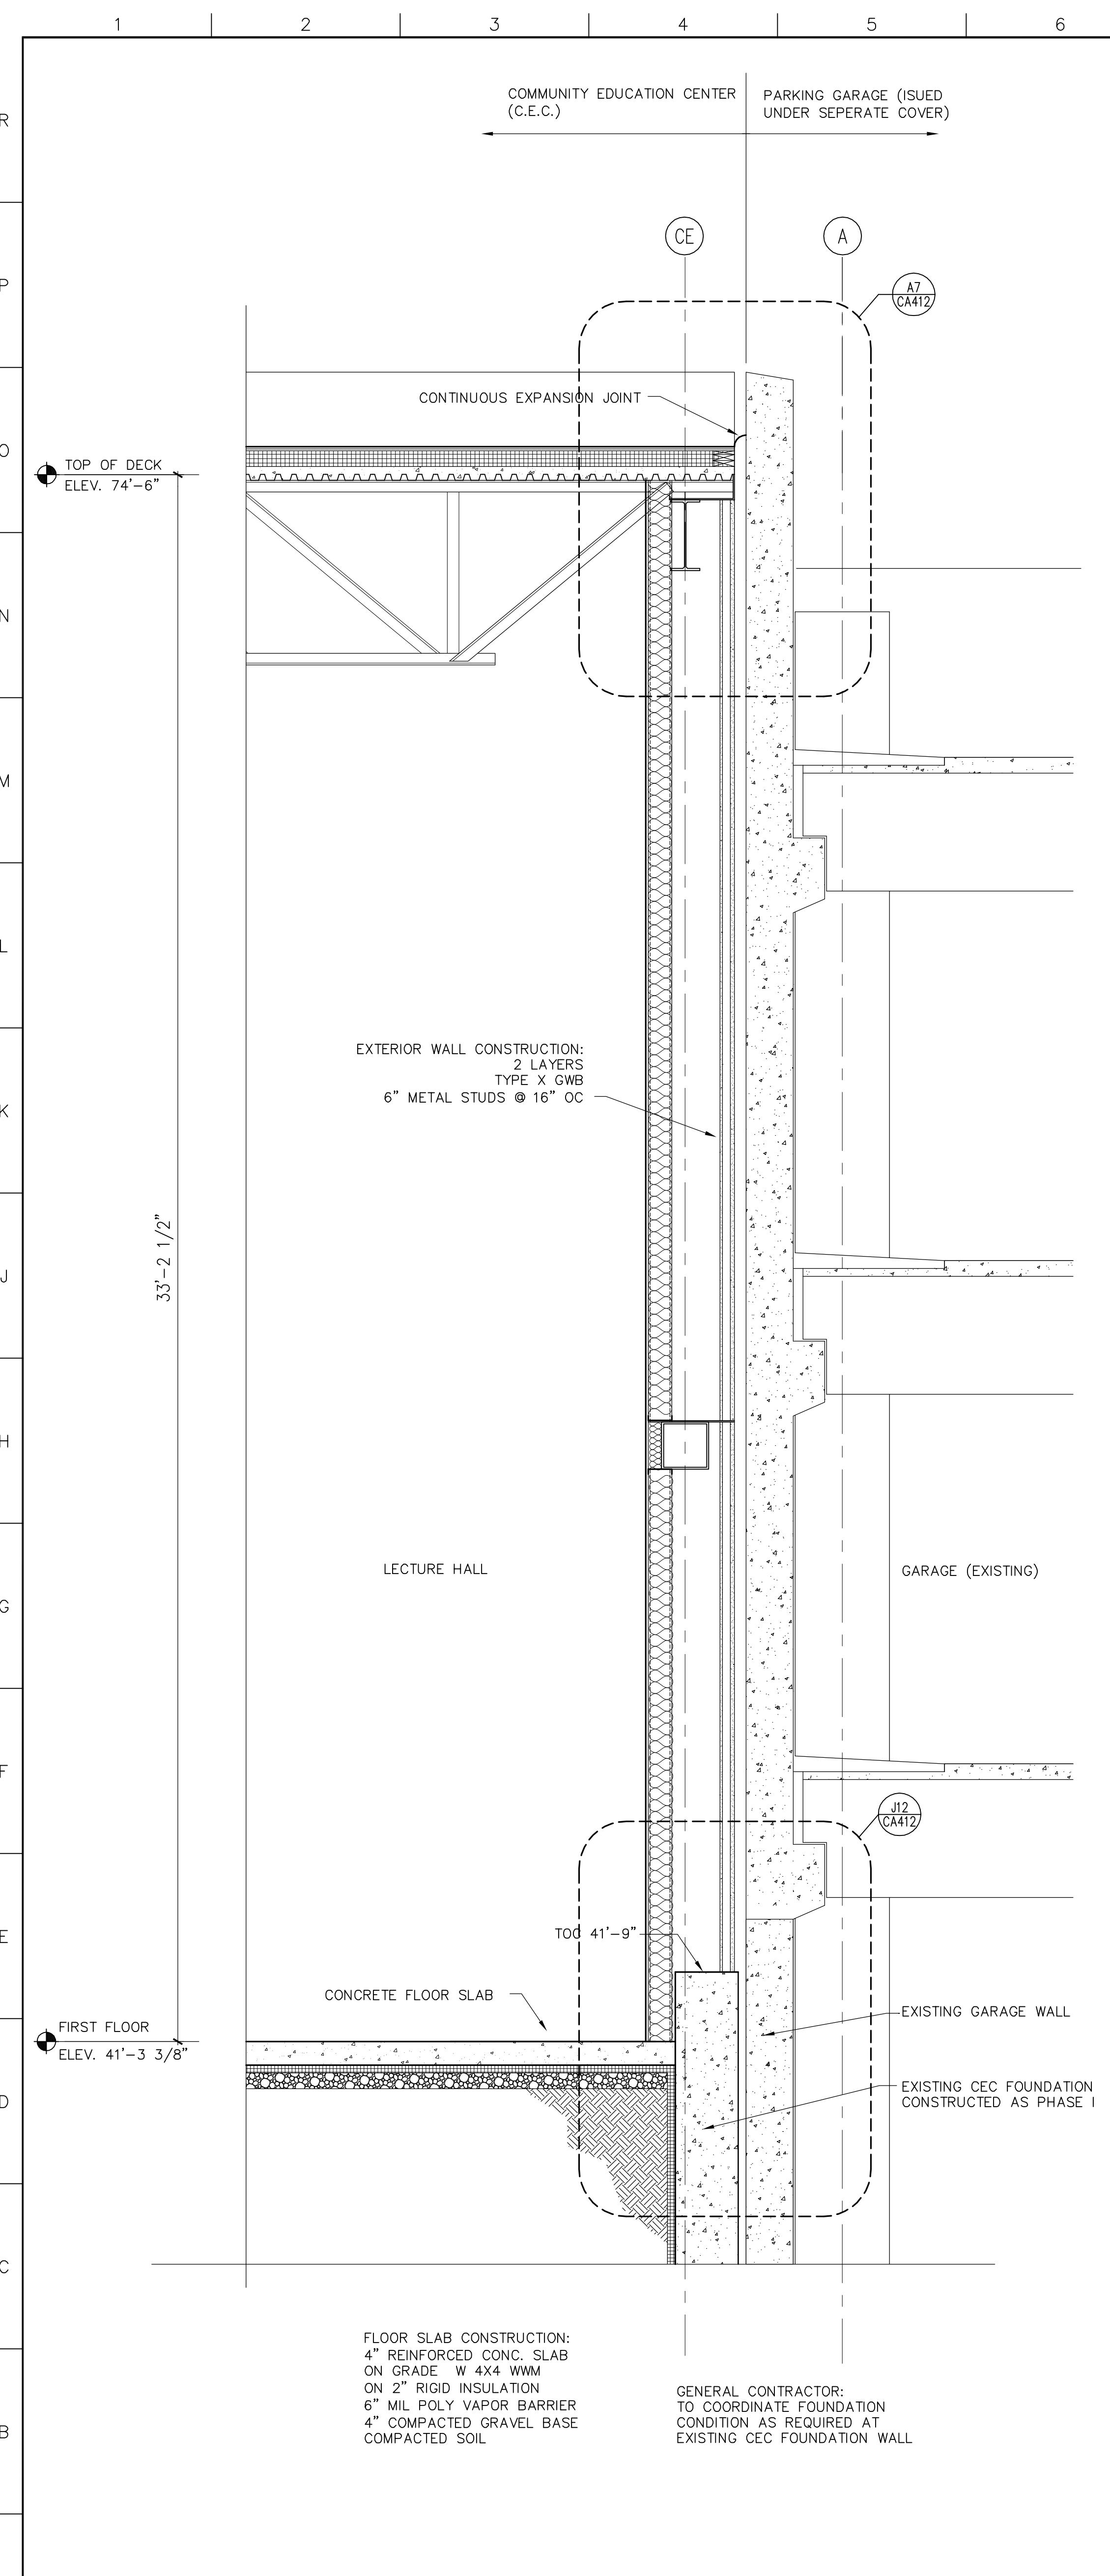 1 2 3 4 5 6
R
P
O
N
M
L
K
J
H
G
F
E
D
C
B
COMMUNITY EDUCATION CENTER
(C.E.C.)
PARKING GARAGE (ISUED
UNDER SEPERATE COVER)
CE
A
A7
CA412
CONTINUOUS EXPANSION JOINT
TOP OF DECK
ELEV. 74'-6"
EXTERIOR WALL CONSTRUCTION:
2 LAYERS
TYPE X GWB
6" METAL STUDS @ 16" OC
33'-2 1/2"
LECTURE HALL
GARAGE (EXISTING)
J12
CA412
TOC 41'-9"
CONCRETE FLOOR SLAB
EXISTING GARAGE WALL
FIRST FLOOR
ELEV. 41'-3 3/8"
EXISTING CEC FOUNDATION
CONSTRUCTED AS PHASE I
FLOOR SLAB CONSTRUCTION:
4" REINFORCED CONC. SLAB
ON GRADE W 4X4 WWM
ON 2" RIGID INSULATION
6" MIL POLY VAPOR BARRIER
4" COMPACTED GRAVEL BASE
COMPACTED SOIL
GENERAL CONTRACTOR:
TO COORDINATE FOUNDATION
CONDITION AS REQUIRED AT
EXISTING CEC FOUNDATION WALL